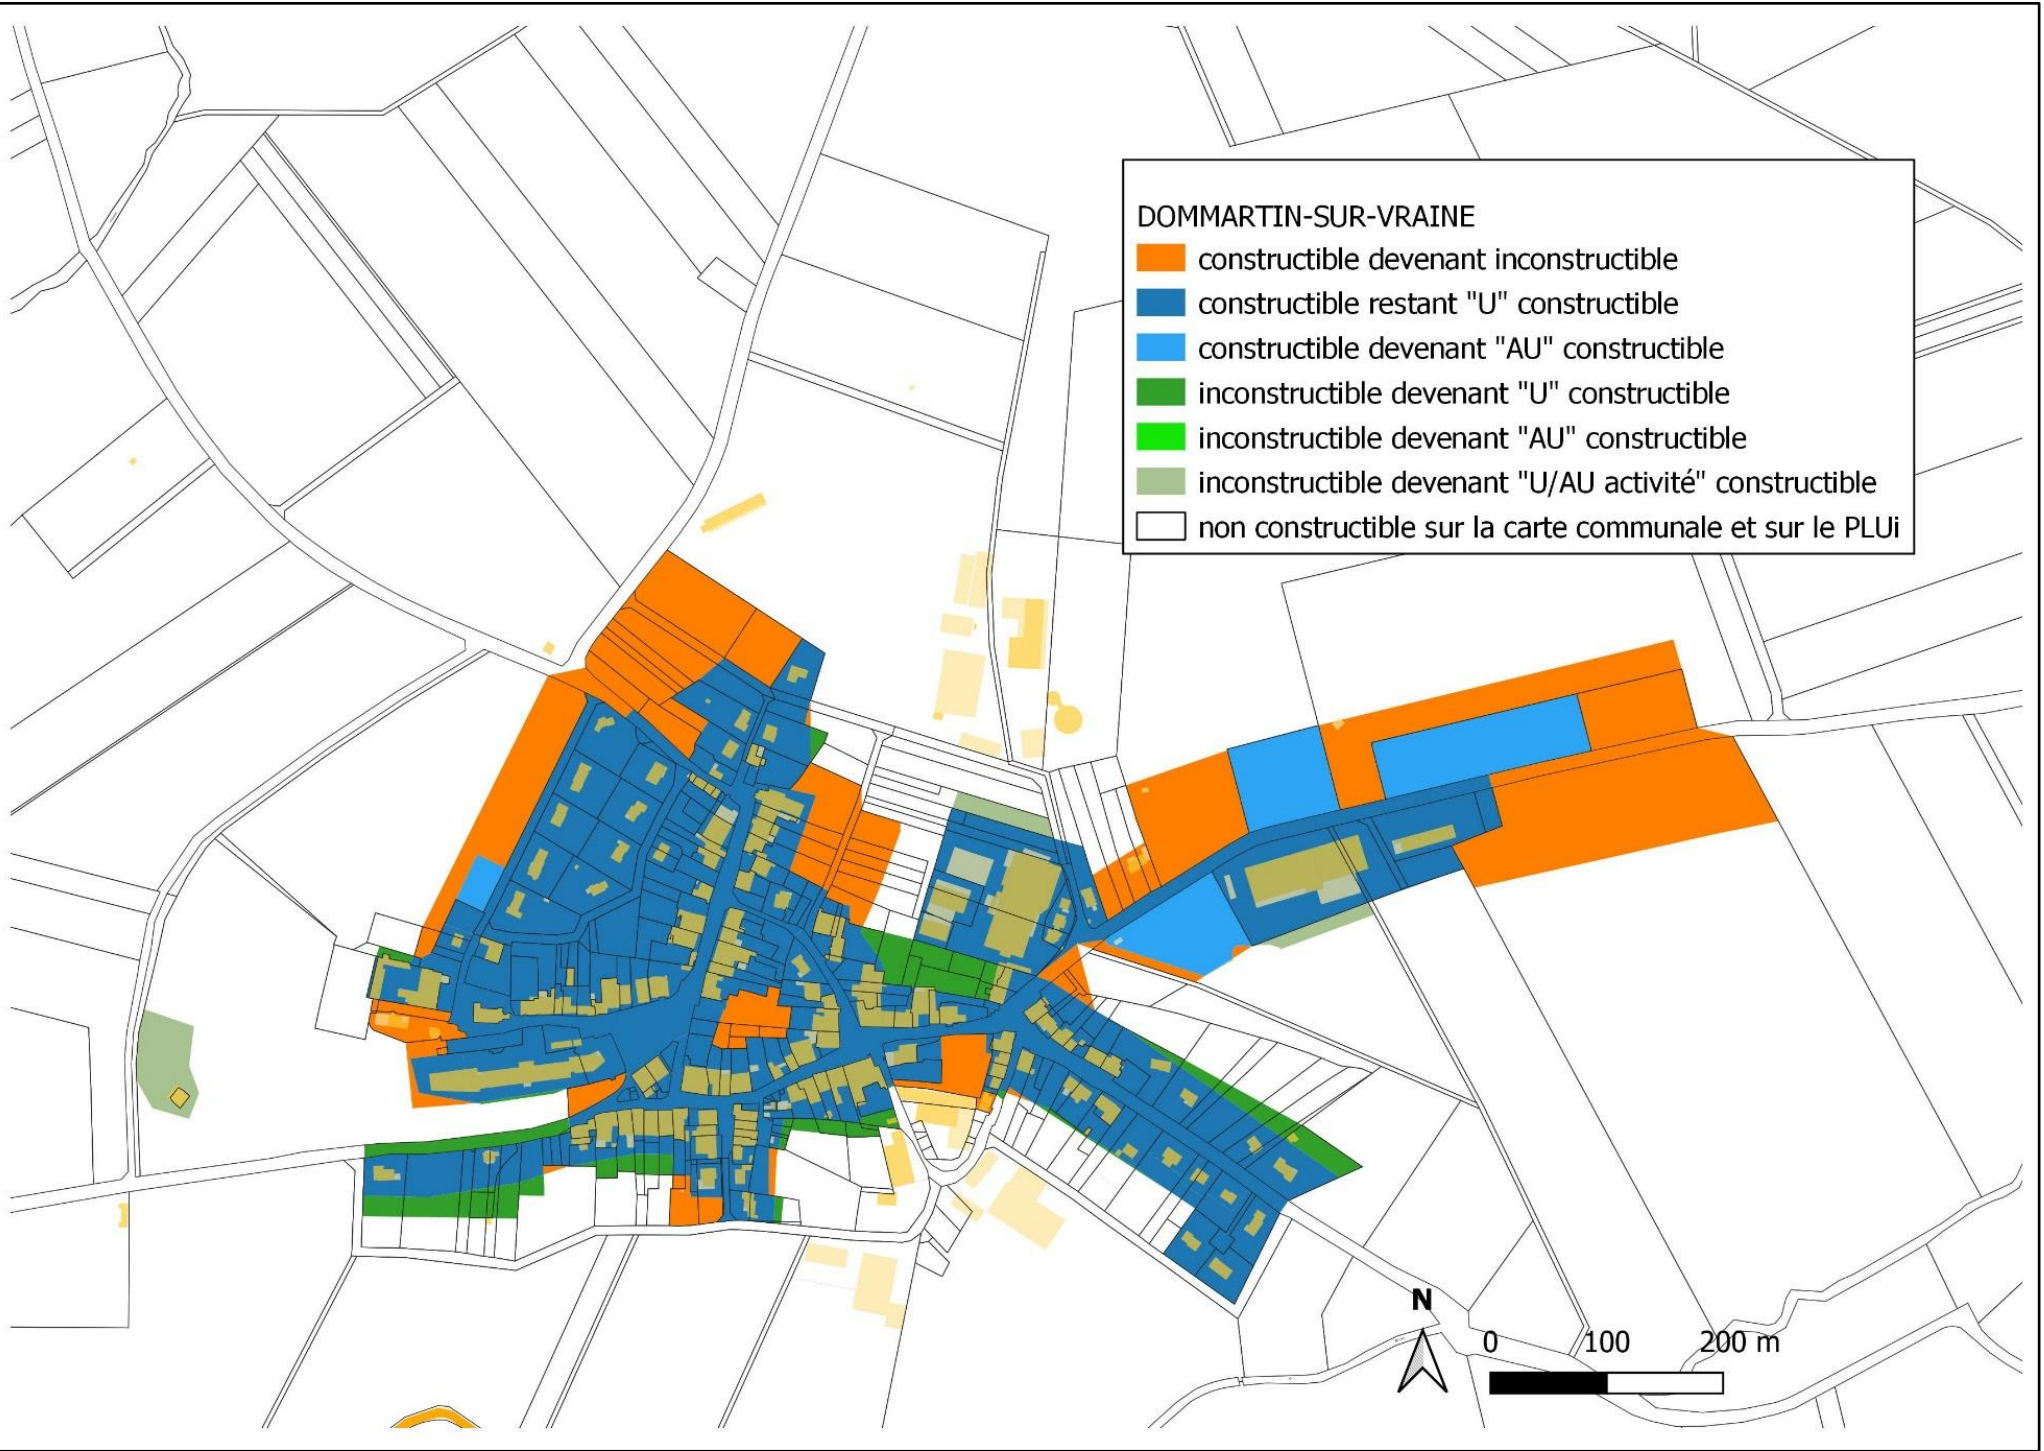 DOMMARTIN-SUR-VRAINE
constructible devenant inconstructible
constructible restant "U" constructible
constructible devenant "AU" constructible
inconstructible devenant "U" constructible
inconstructible devenant "AU" constructible
inconstructible devenant "U/AU activité" constructible
non constructible sur la carte communale et sur le PLUi
N
0 100 200 m